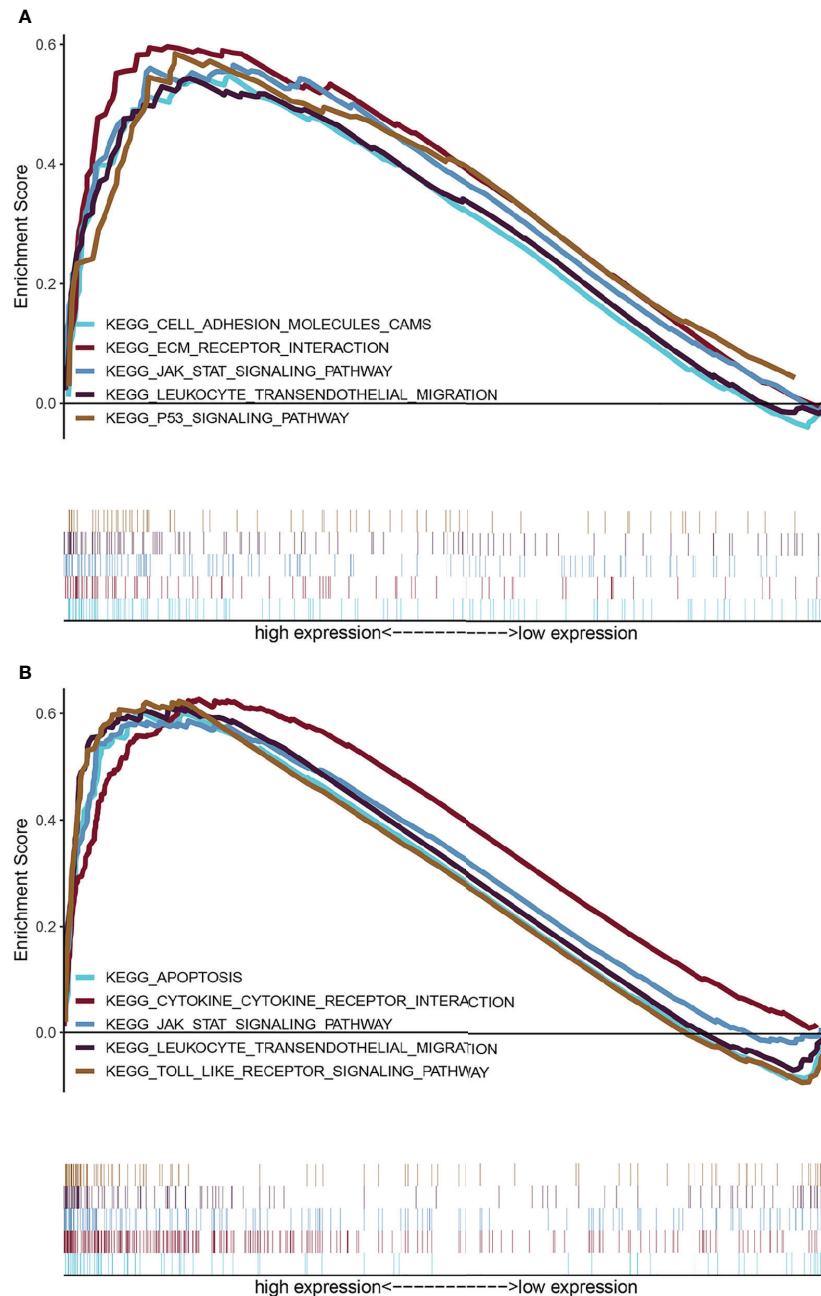 A
0.6
0.4
0.2
0.0
Enrichment Score
KEGG_CELL_ADHESION_MOLECULES_CAMS
KEGG_ECM_RECEPTOR_INTERACTION
KEGG_JAK_STAT_SIGNALING_PATHWAY
KEGG_LEUKOCYTE_TRANSENDOTHELIAL_MIGRATION
KEGG_P53_SIGNALING_PATHWAY
high expression<------------->low expression
B
0.6
0.4
0.2
0.0
Enrichment Score
KEGG_APOPTOSIS
KEGG_CYTOKINE_CYTOKINE_RECEPTOR_INTERACTION
KEGG_JAK_STAT_SIGNALING_PATHWAY
KEGG_LEUKOCYTE_TRANSENDOTHELIAL_MIGRATION
KEGG_TOLL_LIKE_RECEPTOR_SIGNALING_PATHWAY
high expression<------------->low expression